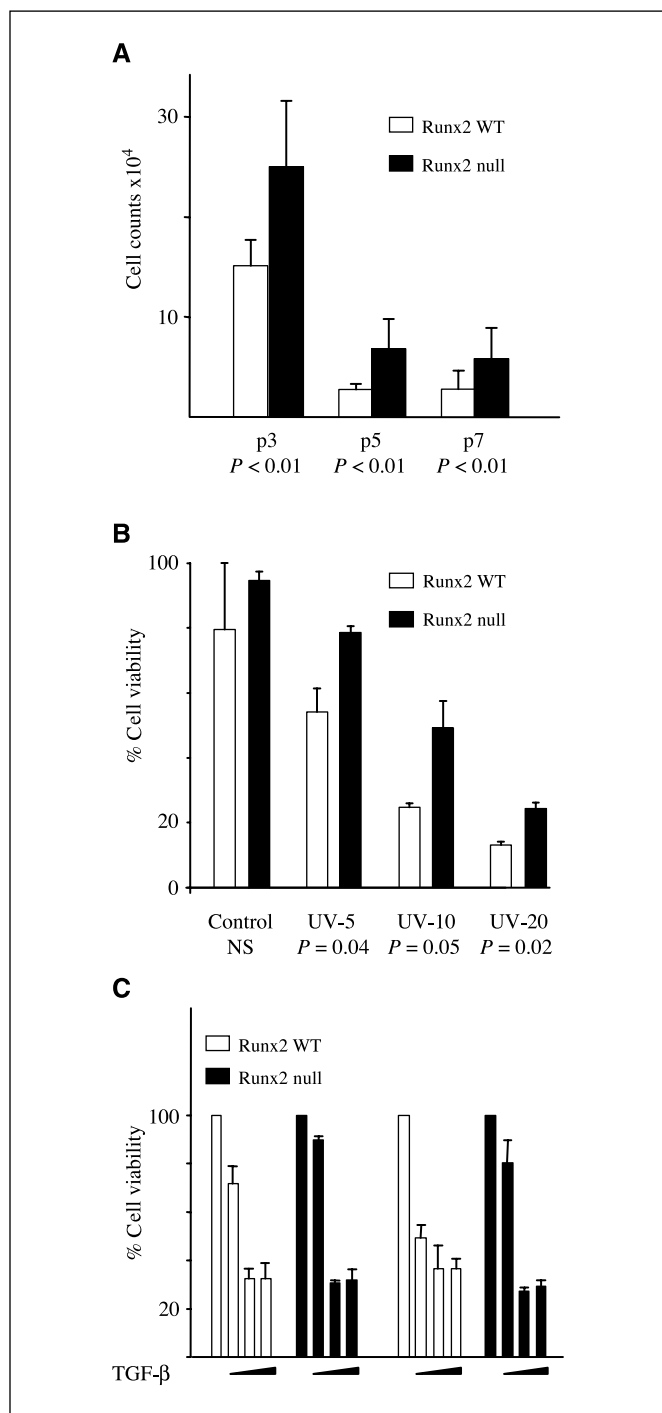 A
Cell counts x10⁴
30
10
Runx2 WT
Runx2 null
p3 p5 p7
P < 0.01 P < 0.01 P < 0.01
B
% Cell viability
100
20
0
Runx2 WT
Runx2 null
Control UV-5 UV-10 UV-20
NS P = 0.04 P = 0.05 P = 0.02
C
Runx2 WT
Runx2 null
% Cell viability
100
20
TGF-β